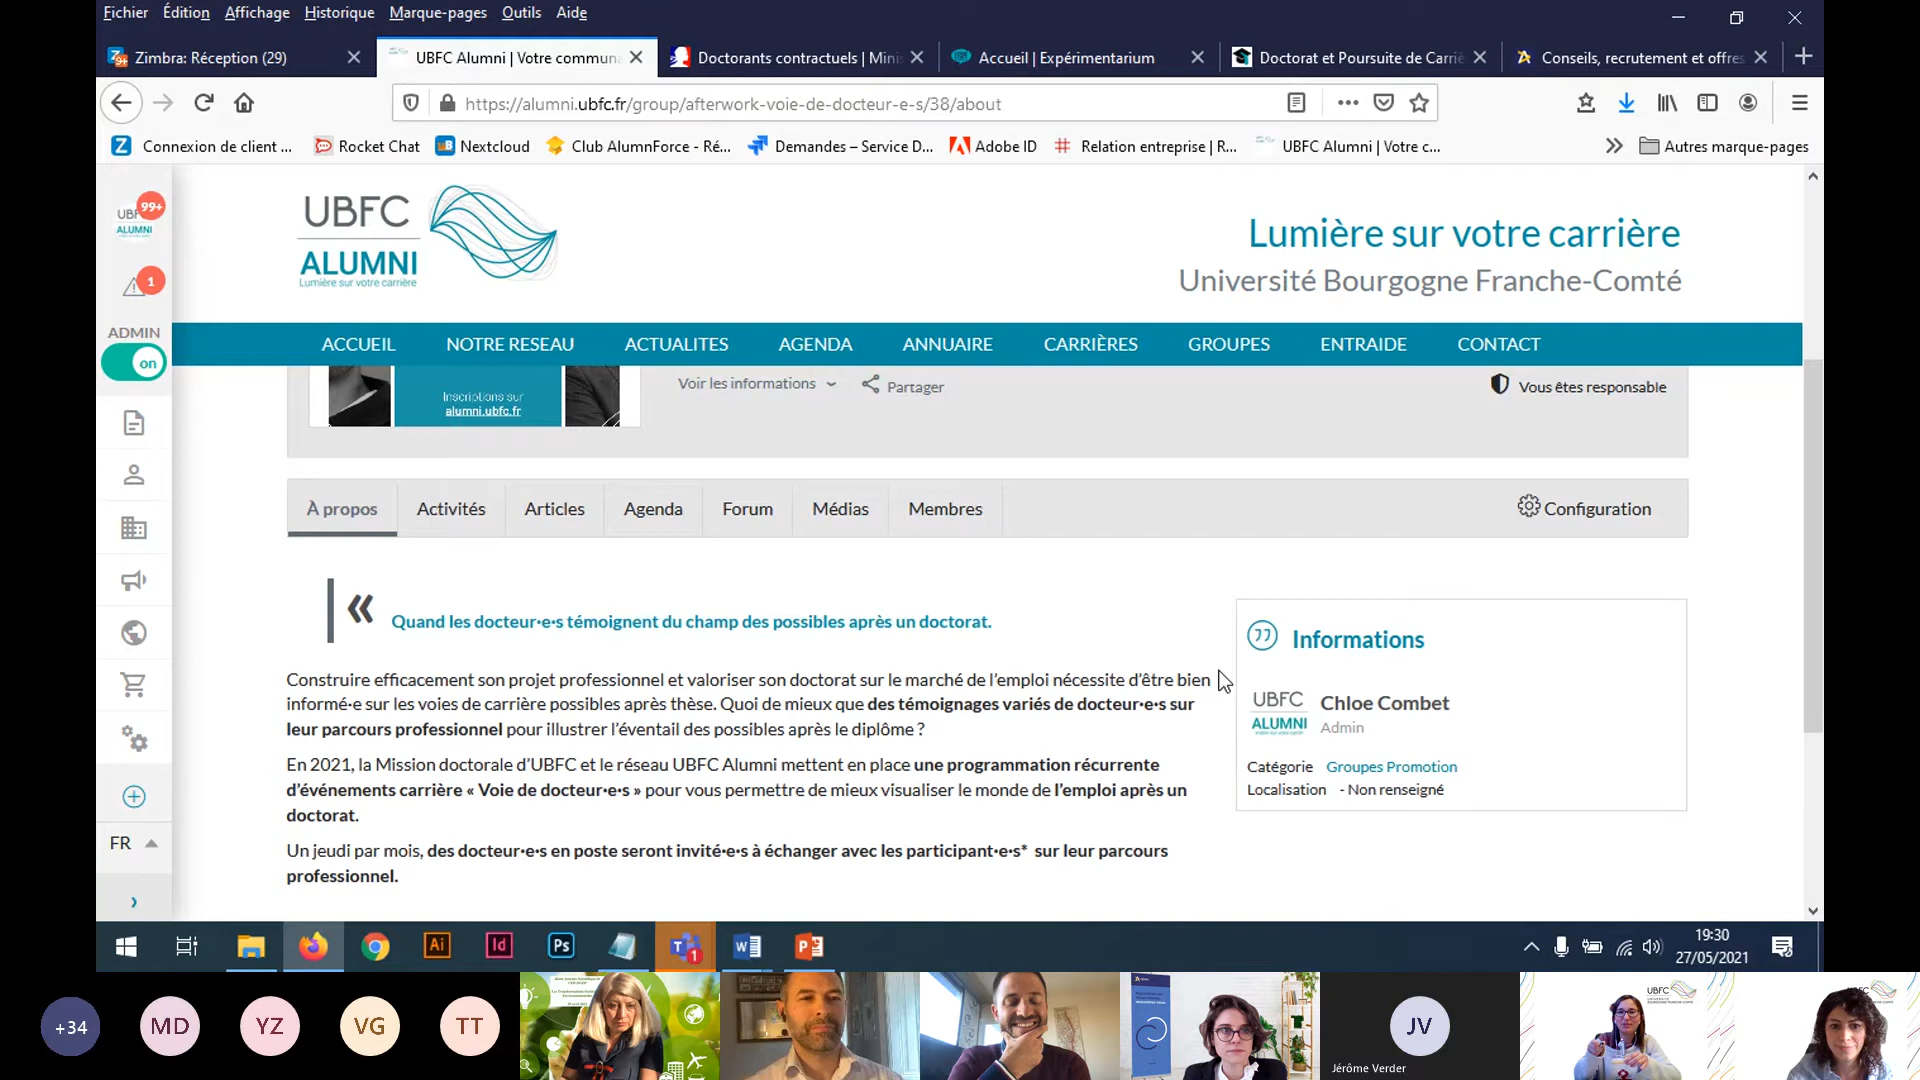 Fichier Édition Affichage Historique Marque-pages Outils Aide
Zimbra: Réception (29)
UBFC Alumni | Votre commun
Doctorants contractuels | Mini
Accueil | Expérimentarium
Doctorat et Poursuite de Carriè
Conseils, recrutement et offres
https://alumni.ubfc.fr/group/afterwork-voie-de-docteur-e-s/38/about
Connexion de client ...
Rocket Chat
Nextcloud
Club AlumnForce - Ré...
Demandes – Service D...
Adobe ID
Relation entreprise | R...
UBFC Alumni | Votre c...
Autres marque-pages
99+
ALUMNI
1
ADMIN
on
FR
UBFC
ALUMNI
Lumière sur votre carrière
Lumière sur votre carrière
Université Bourgogne Franche-Comté
ACCUEIL NOTRE RESEAU ACTUALITES AGENDA ANNUAIRE CARRIÈRES GROUPES ENTRAIDE CONTACT
Inscriptions sur
alumni.ubfc.fr
Voir les informations
Partager
Vous êtes responsable
À propos Activités Articles Agenda Forum Médias Membres
Configuration
« Quand les docteur·e·s témoignent du champ des possibles après un doctorat.
Construire efficacement son projet professionnel et valoriser son doctorat sur le marché de l’emploi nécessite d’être bien
informé·e sur les voies de carrière possibles après thèse. Quoi de mieux que des témoignages variés de docteur·e·s sur
leur parcours professionnel pour illustrer l’éventail des possibles après le diplôme ?
En 2021, la Mission doctorale d’UBFC et le réseau UBFC Alumni mettent en place une programmation récurrente
d’événements carrière « Voie de docteur·e·s » pour vous permettre de mieux visualiser le monde de l’emploi après un
doctorat.
Un jeudi par mois, des docteur·e·s en poste seront invité·e·s à échanger avec les participant·e·s* sur leur parcours
professionnel.
Informations
UBFC
ALUMNI
Chloe Combet
Admin
Catégorie Groupes Promotion
Localisation - Non renseigné
Ai
Id
Ps
1
19:30
27/05/2021
+34
MD
YZ
VG
TT
JV
Jérôme Verder
UBFC
UBFC